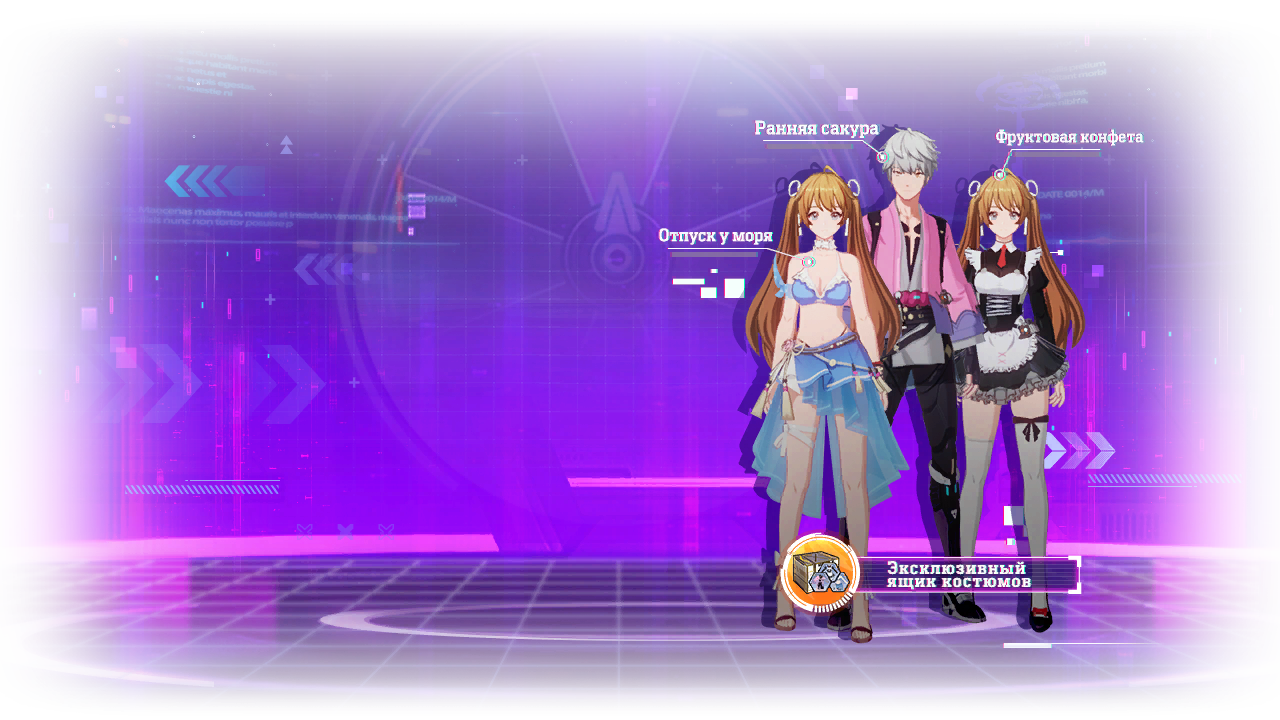 Ранняя сакура
Фруктовая конфета
Отпуск у моря
Эксклюзивный
ящик костюмов